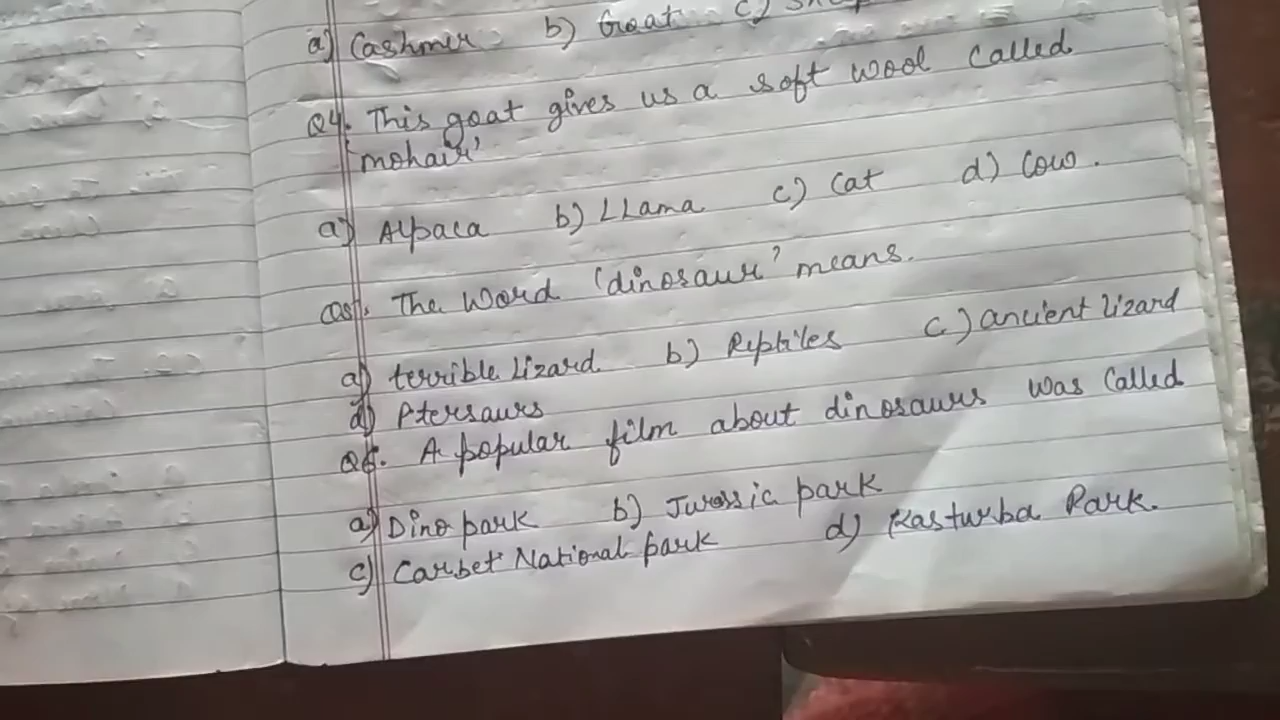 a) Cashmer b) Goat c)
Q4. This goat gives us a soft wool called
'mohair'
a) Alpaca b) LLama c) Cat d) Cow.
Q5. The Word 'dinosaur' means.
a) terrible lizard b) Reptiles c.) ancient lizard
d) Ptersaurs
Q6. A popular film about dinosaurs was called
a) Dino park b) Jurossic park
c) Carbet National park d) Kasturba Park.